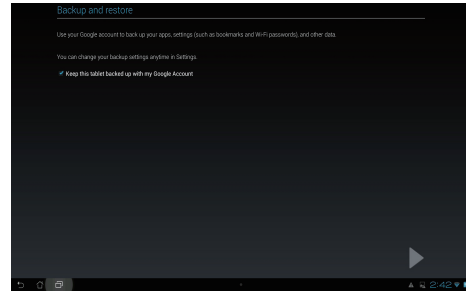 Backup and restore
Use your Google account to back up your apps, settings (such as bookmarks and Wi-Fi passwords), and other data.
You can change your backup settings anytime in Settings.
Keep this tablet backed up with my Google Account
2:42